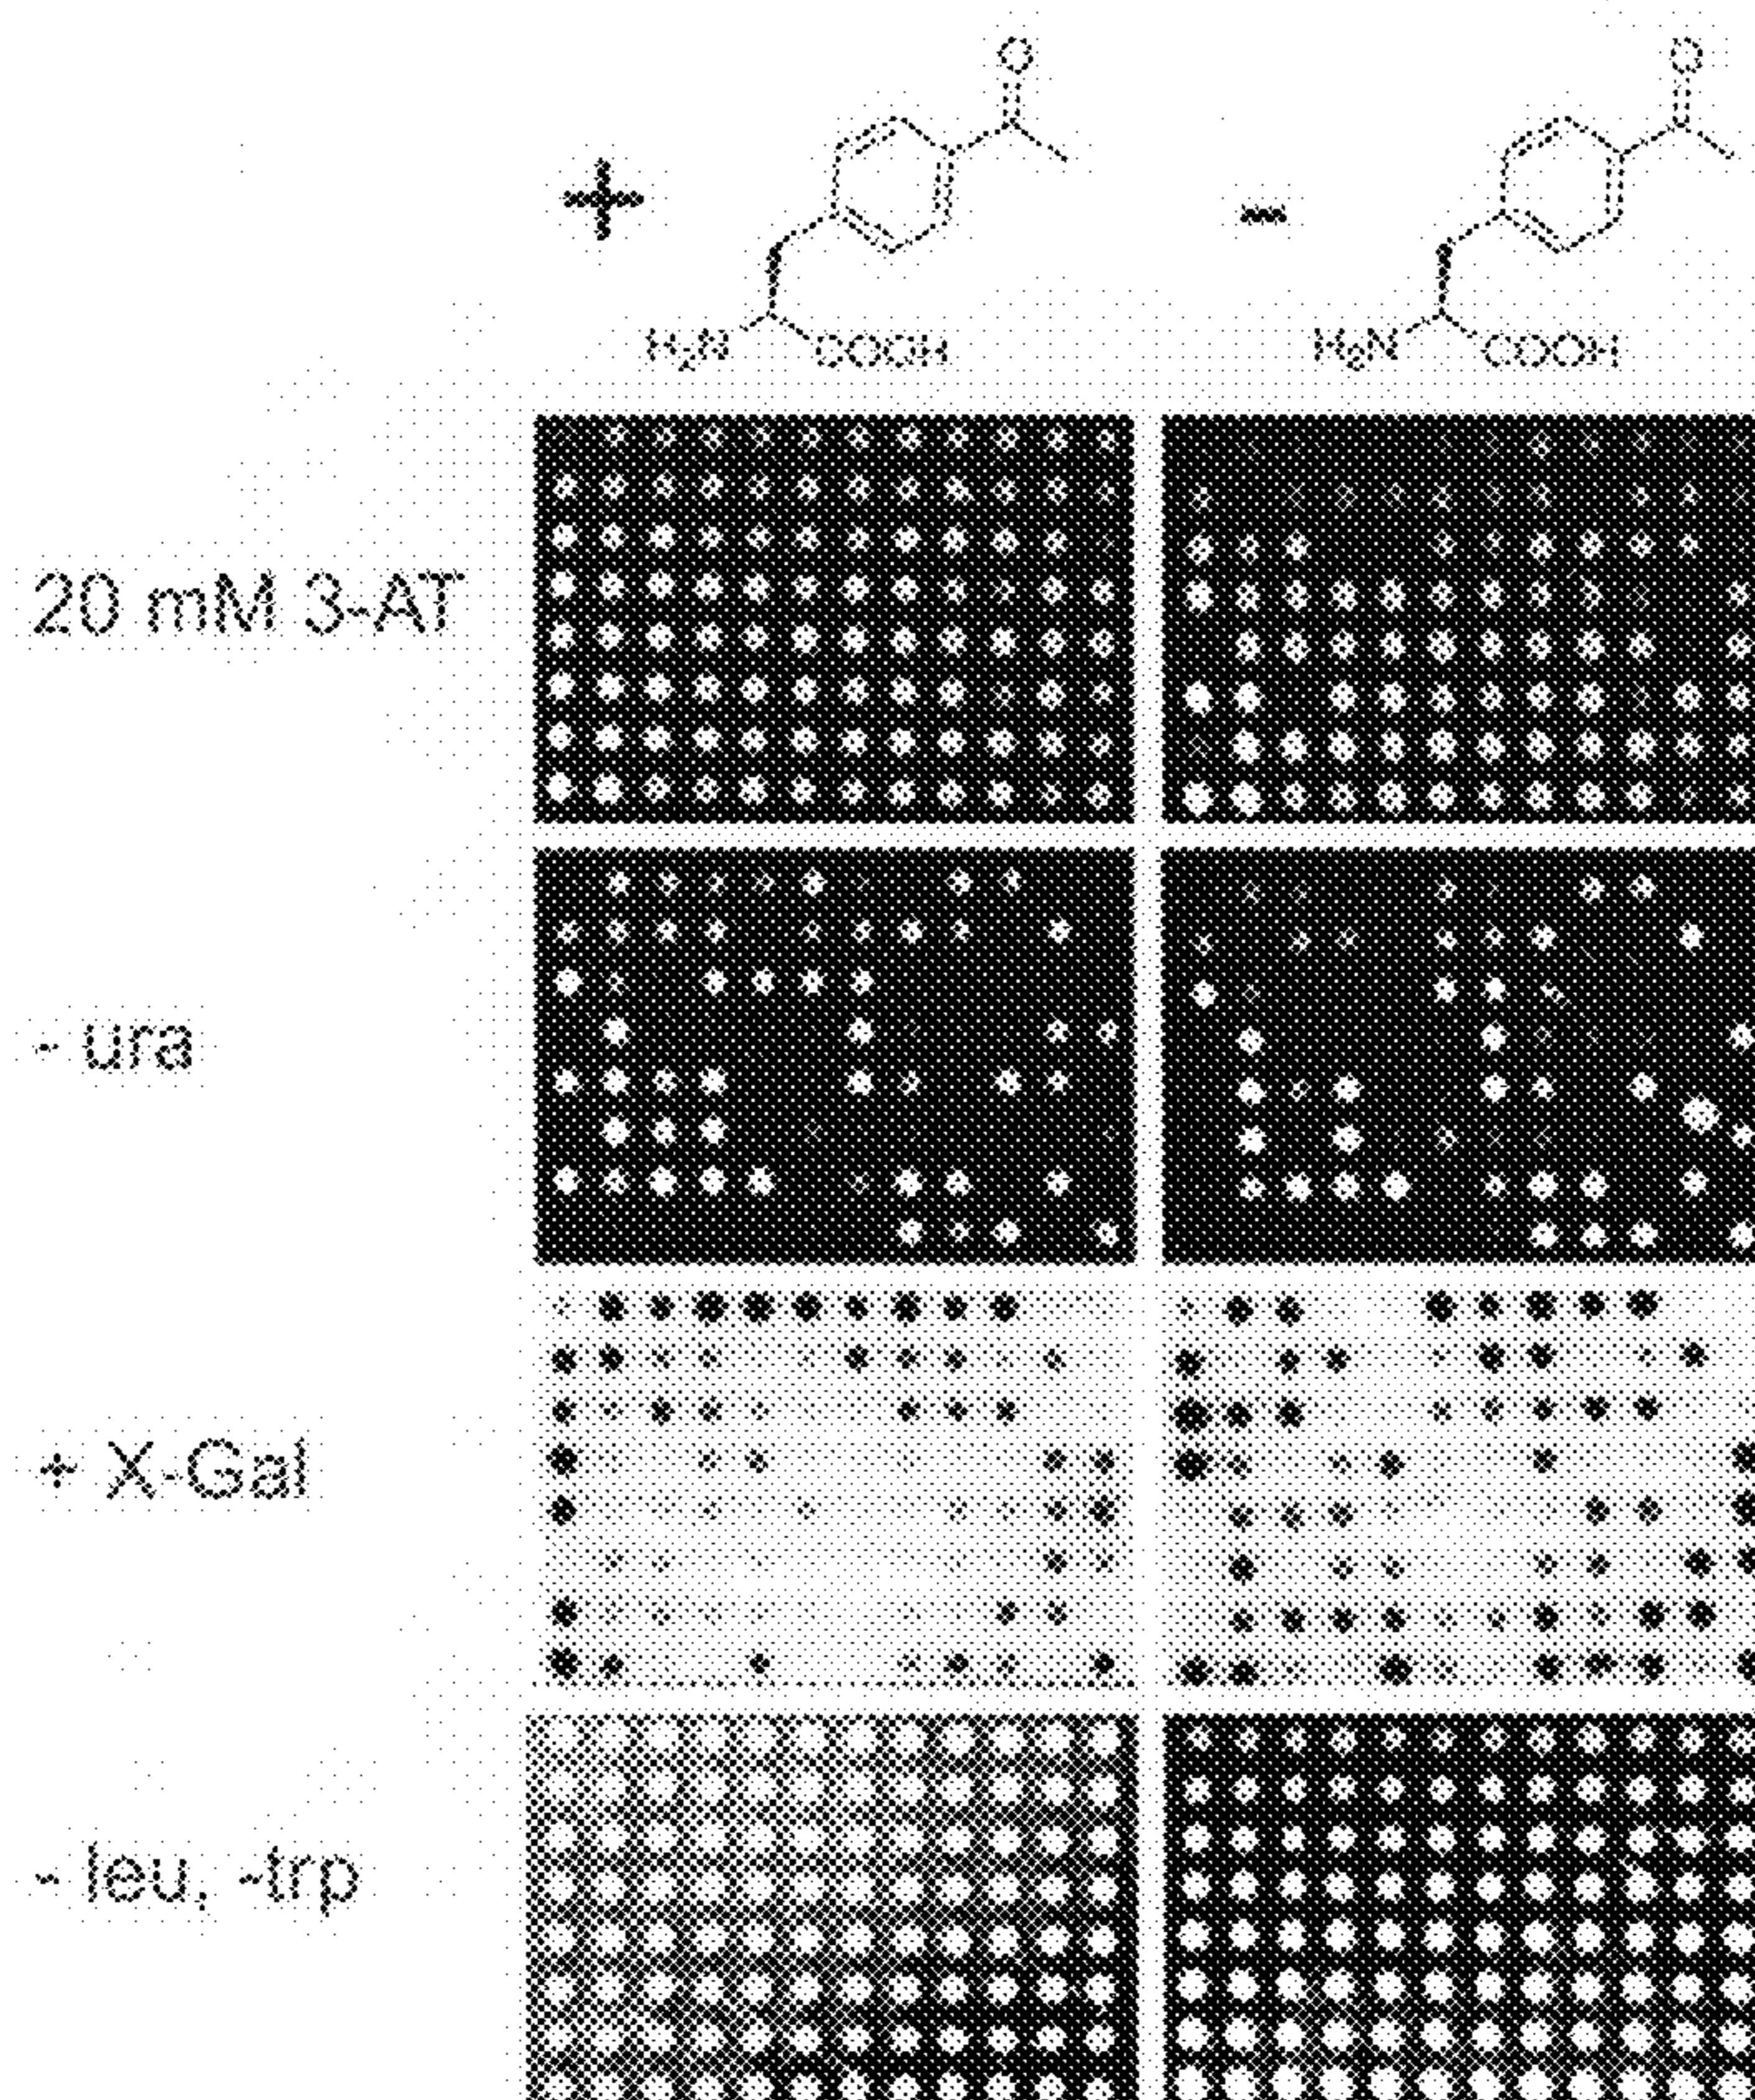 O O
+ -
H₂N COOH H₂N COOH
20 mM 3-AT
- ura
+ X-Gal
- leu, -trp